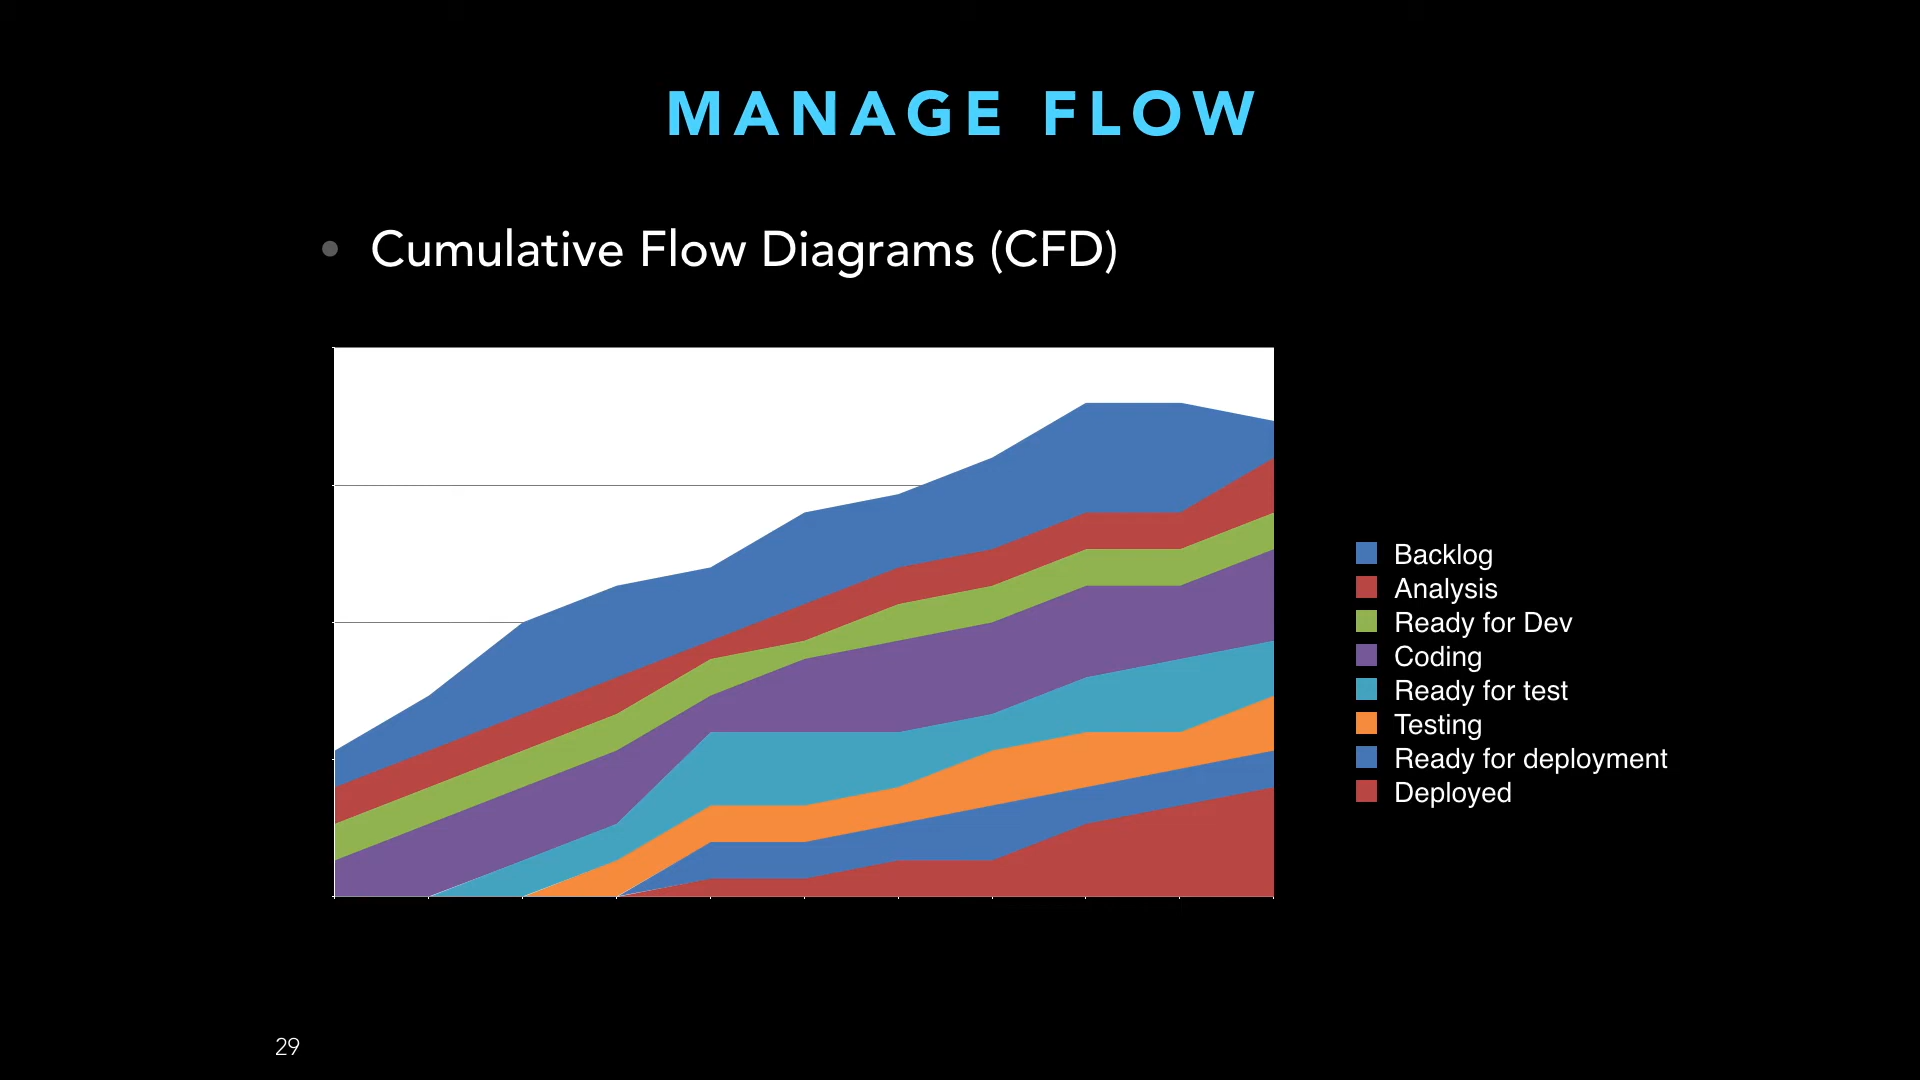 MANAGE FLOW
• Cumulative Flow Diagrams (CFD)
Backlog
Analysis
Ready for Dev
Coding
Ready for test
Testing
Ready for deployment
Deployed
29